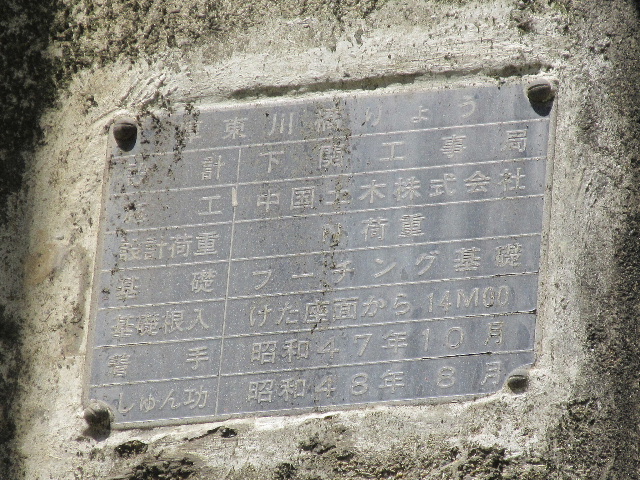 東川橋りょう
設計 下関工事局
施工 中国土木株式会社
設計荷重 荷重
基礎 フーチング基礎
基礎根入 けた座面から14M00
着手 昭和47年10月
しゅん功 昭和48年8月